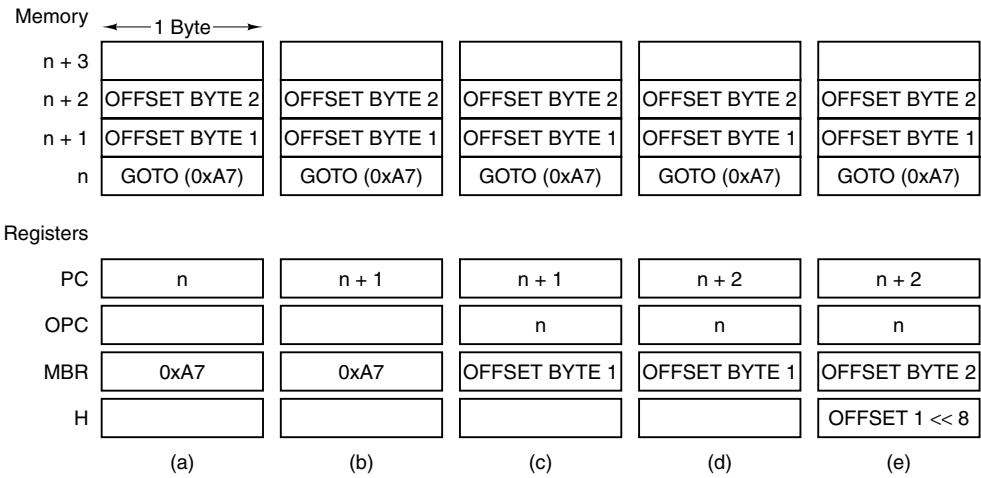 Memory
1 Byte
n + 3
n + 2 OFFSET BYTE 2 OFFSET BYTE 2 OFFSET BYTE 2 OFFSET BYTE 2 OFFSET BYTE 2
n + 1 OFFSET BYTE 1 OFFSET BYTE 1 OFFSET BYTE 1 OFFSET BYTE 1 OFFSET BYTE 1
n GOTO (0xA7) GOTO (0xA7) GOTO (0xA7) GOTO (0xA7) GOTO (0xA7)
Registers
PC n n + 1 n + 1 n + 2 n + 2
OPC n n n
MBR 0xA7 0xA7 OFFSET BYTE 1 OFFSET BYTE 1 OFFSET BYTE 2
H OFFSET 1 << 8
(a) (b) (c) (d) (e)